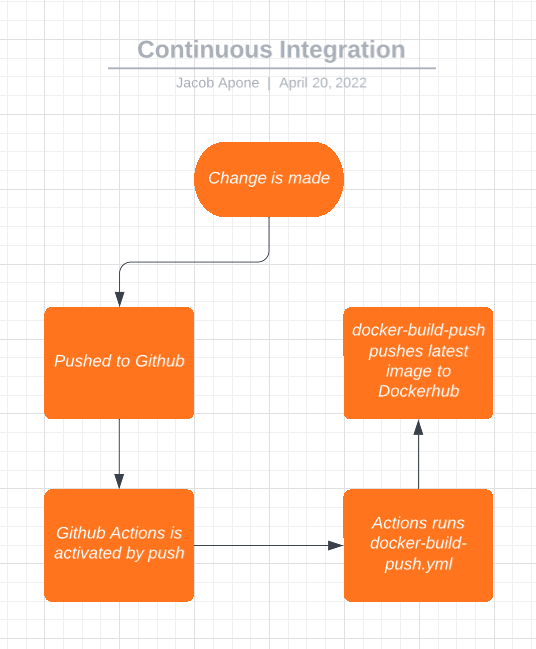 Continuous Integration
Jacob Apone | April 20, 2022
Change is made
Pushed to Github
Github Actions is
activated by push
Actions runs
docker-build-
push.yml
docker-build-push
pushes latest
image to
Dockerhub